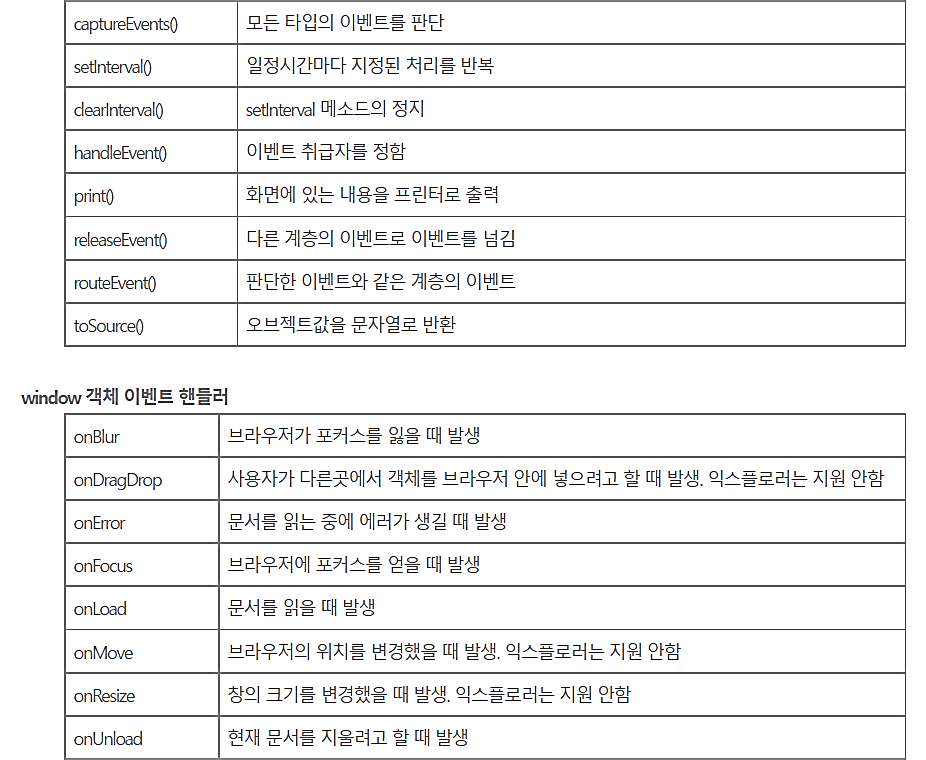 captureEvents() 모든 타입의 이벤트를 판단
setInterval() 일정시간마다 지정된 처리를 반복
clearInterval() setInterval 메소드의 정지
handleEvent() 이벤트 취급자를 정함
print() 화면에 있는 내용을 프린터로 출력
releaseEvent() 다른 계층의 이벤트로 이벤트를 넘김
routeEvent() 판단한 이벤트와 같은 계층의 이벤트
toSource() 오브젝트값을 문자열로 반환
window 객체 이벤트 핸들러
onBlur 브라우저가 포커스를 잃을 때 발생
onDragDrop 사용자가 다른곳에서 객체를 브라우저 안에 넣으려고 할 때 발생. 익스플로러는 지원 안함
onError 문서를 읽는 중에 에러가 생길 때 발생
onFocus 브라우저에 포커스를 얻을 때 발생
onLoad 문서를 읽을 때 발생
onMove 브라우저의 위치를 변경했을 때 발생. 익스플로러는 지원 안함
onResize 창의 크기를 변경했을 때 발생. 익스플로러는 지원 안함
onUnload 현재 문서를 지울려고 할 때 발생